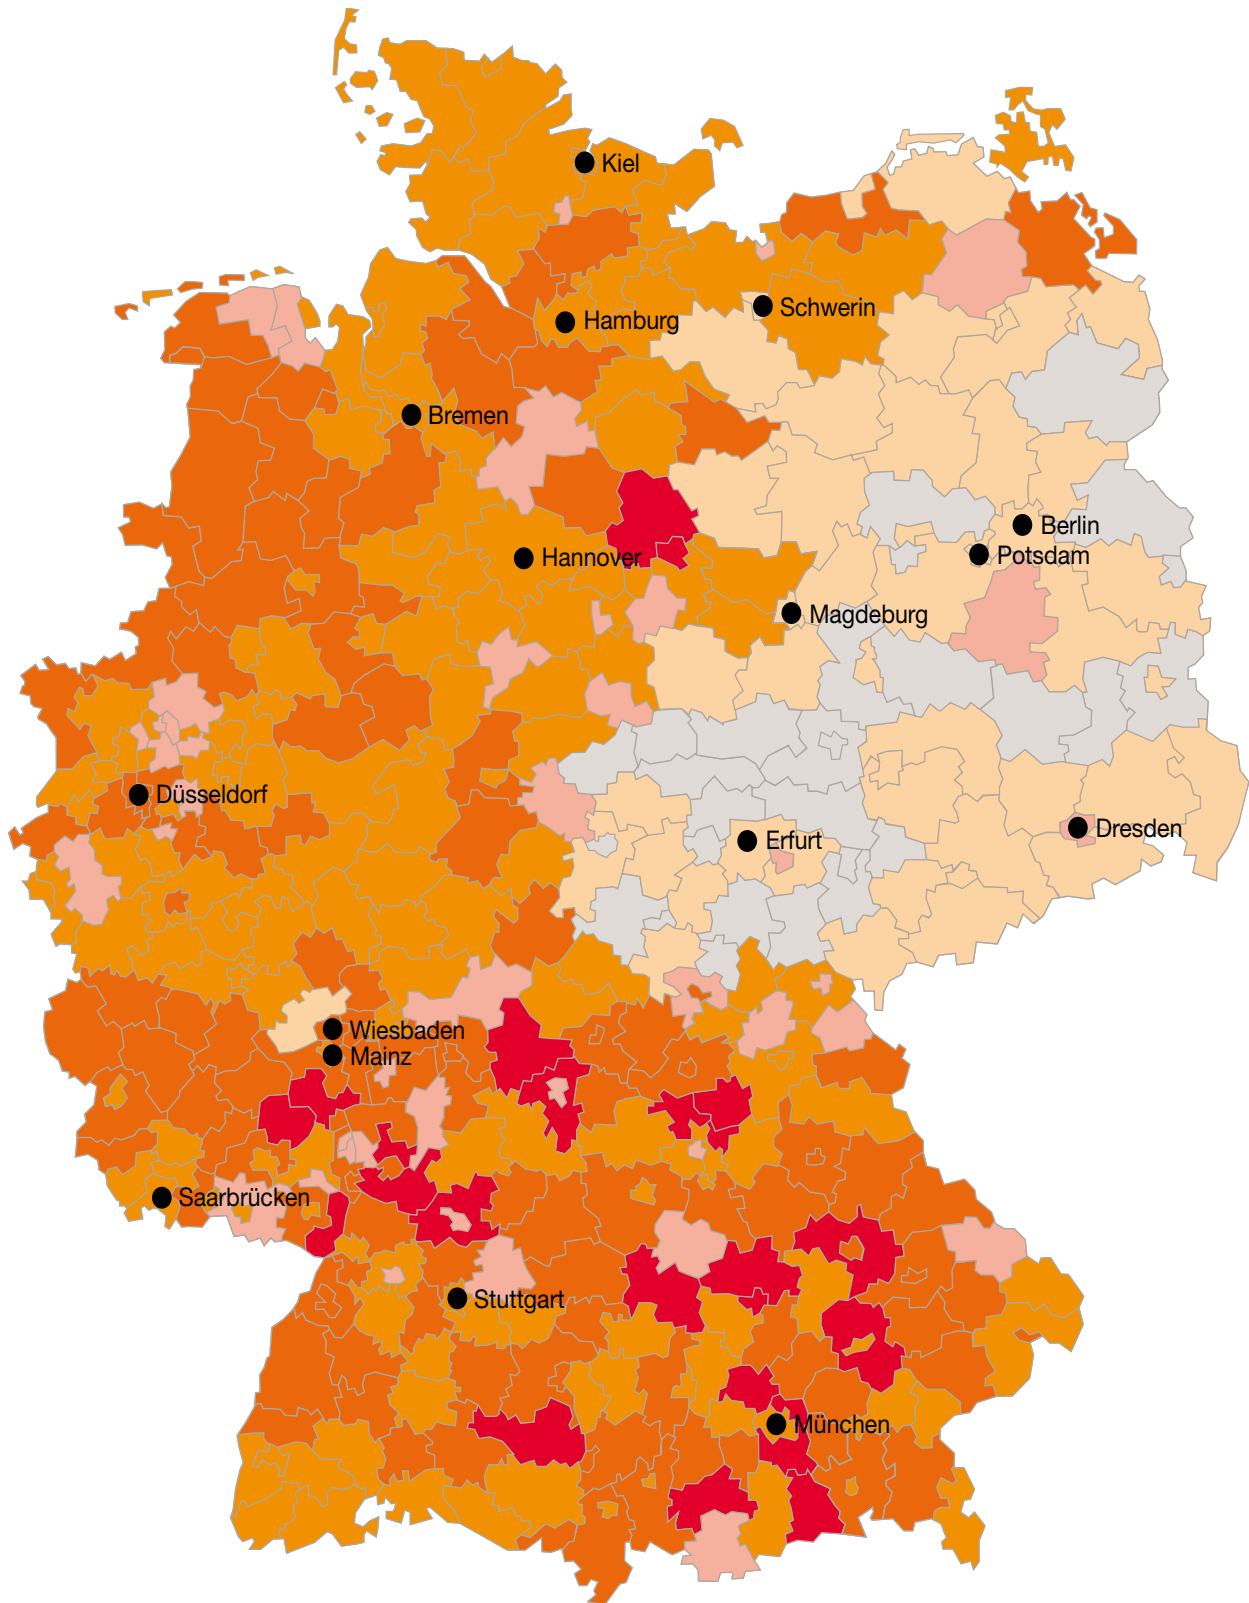 Kiel
Schwerin
Hamburg
Bremen
Berlin
Hannover
Potsdam
Magdeburg
Düsseldorf
Erfurt
Dresden
Wiesbaden
Mainz
Saarbrücken
Stuttgart
München